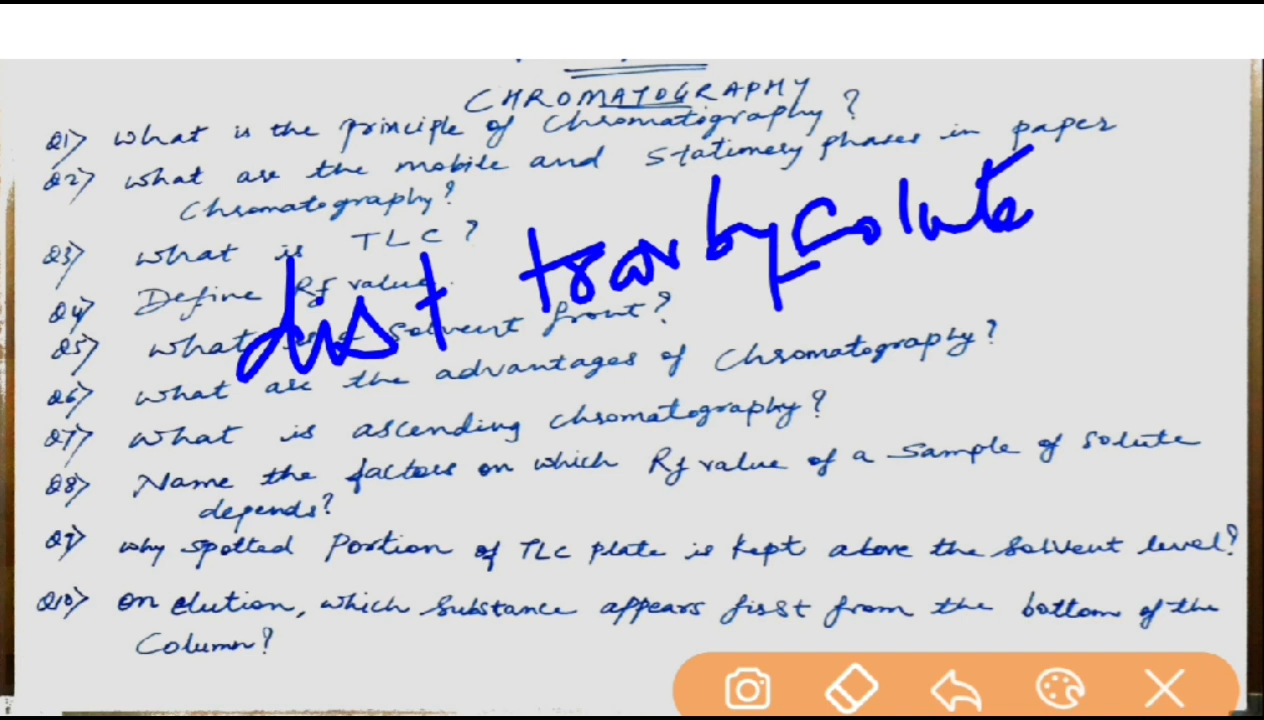 CHROMATOGRAPHY
Q1) What is the principle of Chromatography?
Q2) What are the mobile and Stationery phases in paper
Chromatography?
Q3) What is TLC?
Q4) Define Rf value.
dist trav by solute
Q5) What is a Solvent front?
Q6) What are the advantages of Chromatography?
Q7) What is ascending chromatography?
Q8) Name the factors on which Rf value of a Sample of Solute
depends?
Q9) why spotted Portion of TLC plate is kept above the Solvent level?
Q10) on elution, which Substance appears first from the bottom of the
Column?